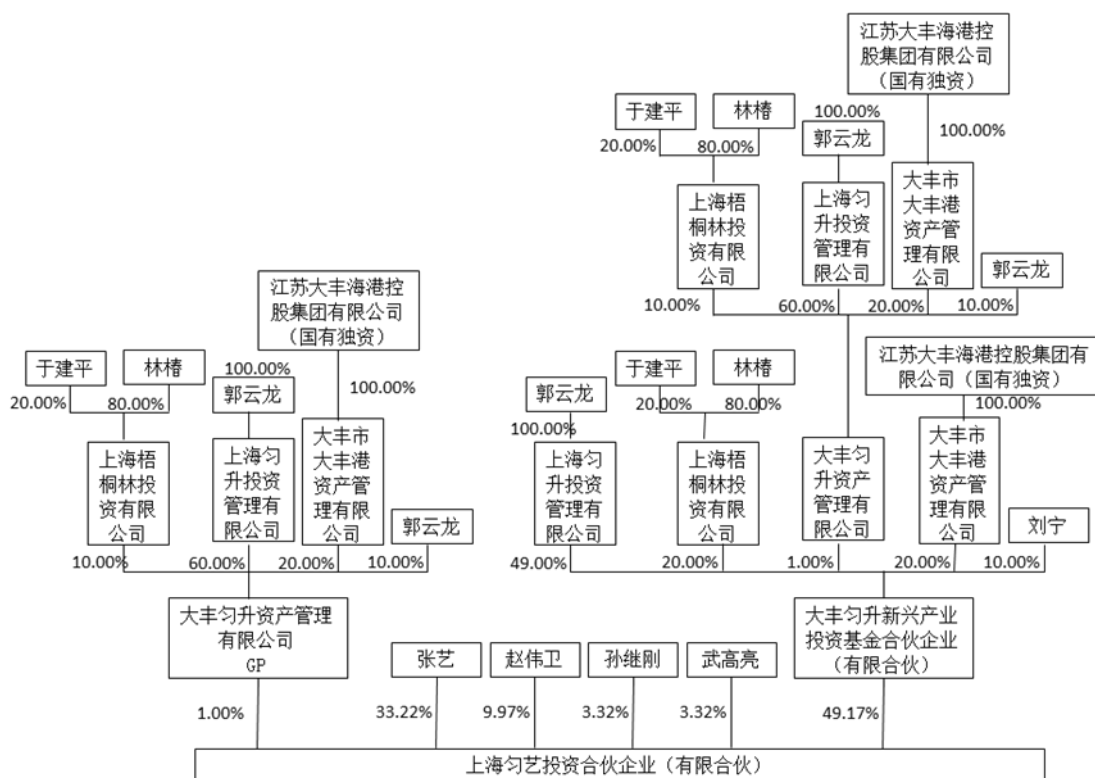 江苏大丰海港控
股集团有限公司
（国有独资）
于建平
林椿
100.00%
100.00%
20.00%
80.00%
郭云龙
上海梧
桐林投
资有限
公司
上海匀
升投资
管理有
限公司
大丰市
大丰港
资产管
理有限
公司
郭云龙
10.00%
60.00%
20.00%
10.00%
江苏大丰海港控
股集团有限公司
（国有独资）
于建平
林椿
100.00%
100.00%
20.00%
80.00%
郭云龙
上海梧
桐林投
资有限
公司
上海匀
升投资
管理有
限公司
大丰市
大丰港
资产管
理有限
公司
郭云龙
10.00%
60.00%
20.00%
10.00%
大丰匀升资产管理
有限公司
GP
江苏大丰海港控股集团有
限公司（国有独资）
郭云龙
于建平
林椿
100.00%
20.00%
80.00%
100.00%
上海匀
升投资
管理有
限公司
上海梧
桐林投
资有限
公司
大丰匀
升资产
管理有
限公司
大丰市
大丰港
资产管
理有限
公司
刘宁
49.00%
20.00%
1.00%
20.00%
10.00%
大丰匀升新兴产业
投资基金合伙企业
（有限合伙）
张艺
赵伟卫
孙继刚
武高亮
1.00%
33.22%
9.97%
3.32%
3.32%
49.17%
上海匀艺投资合伙企业（有限合伙）